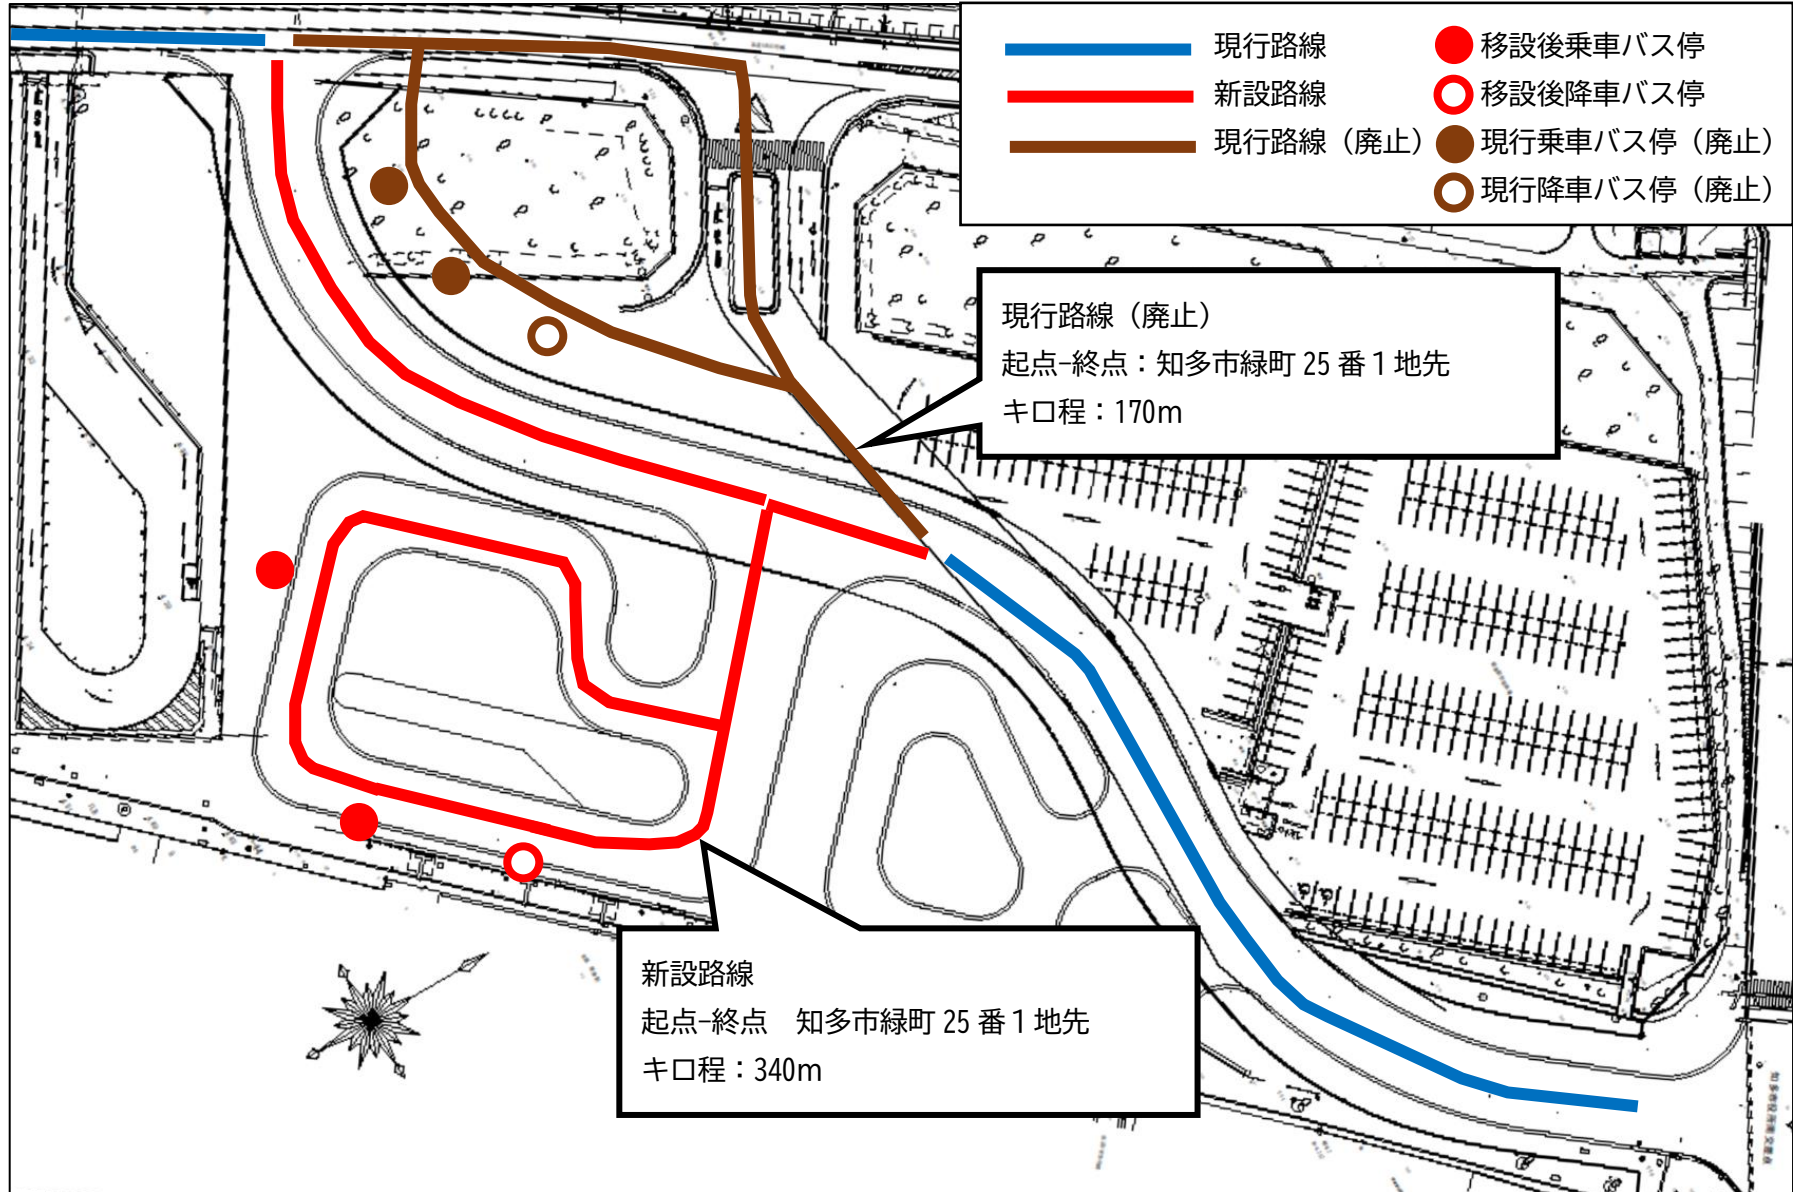 現行路線
新設路線
現行路線（廃止）
移設後乗車バス停
移設後降車バス停
現行乗車バス停（廃止）
現行降車バス停（廃止）
現行路線（廃止）
起点-終点：知多市緑町 25 番１地先
キロ程：170m
新設路線
起点-終点　知多市緑町 25 番１地先
キロ程：340m